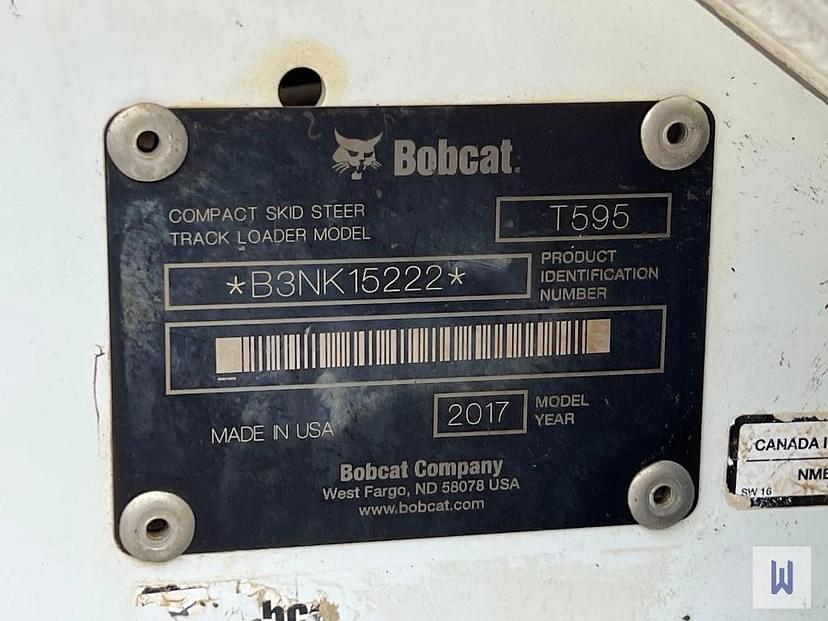 Bobcat
COMPACT SKID STEER
TRACK LOADER MODEL
T595
*B3NK15222*
PRODUCT
IDENTIFICATION
NUMBER
MADE IN USA
2017
MODEL
YEAR
Bobcat Company
West Fargo, ND 58078 USA
www.bobcat.com
CANADA I
NMB
SW 16
W